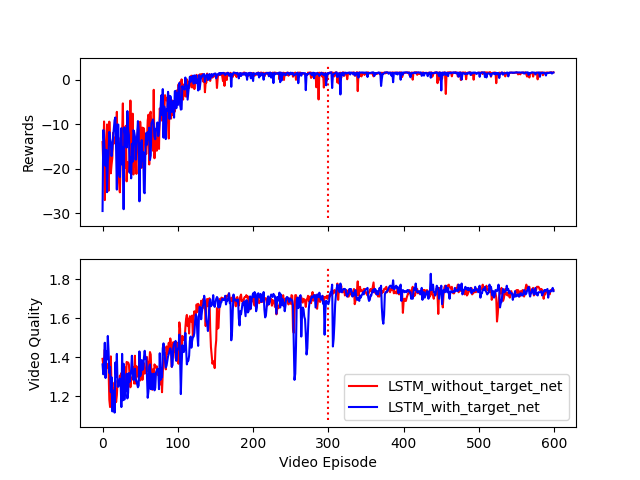 0
−10
−20
−30
Rewards
1.8
1.6
1.4
1.2
Video Quality
LSTM_without_target_net
LSTM_with_target_net
0 100 200 300 400 500 600
Video Episode